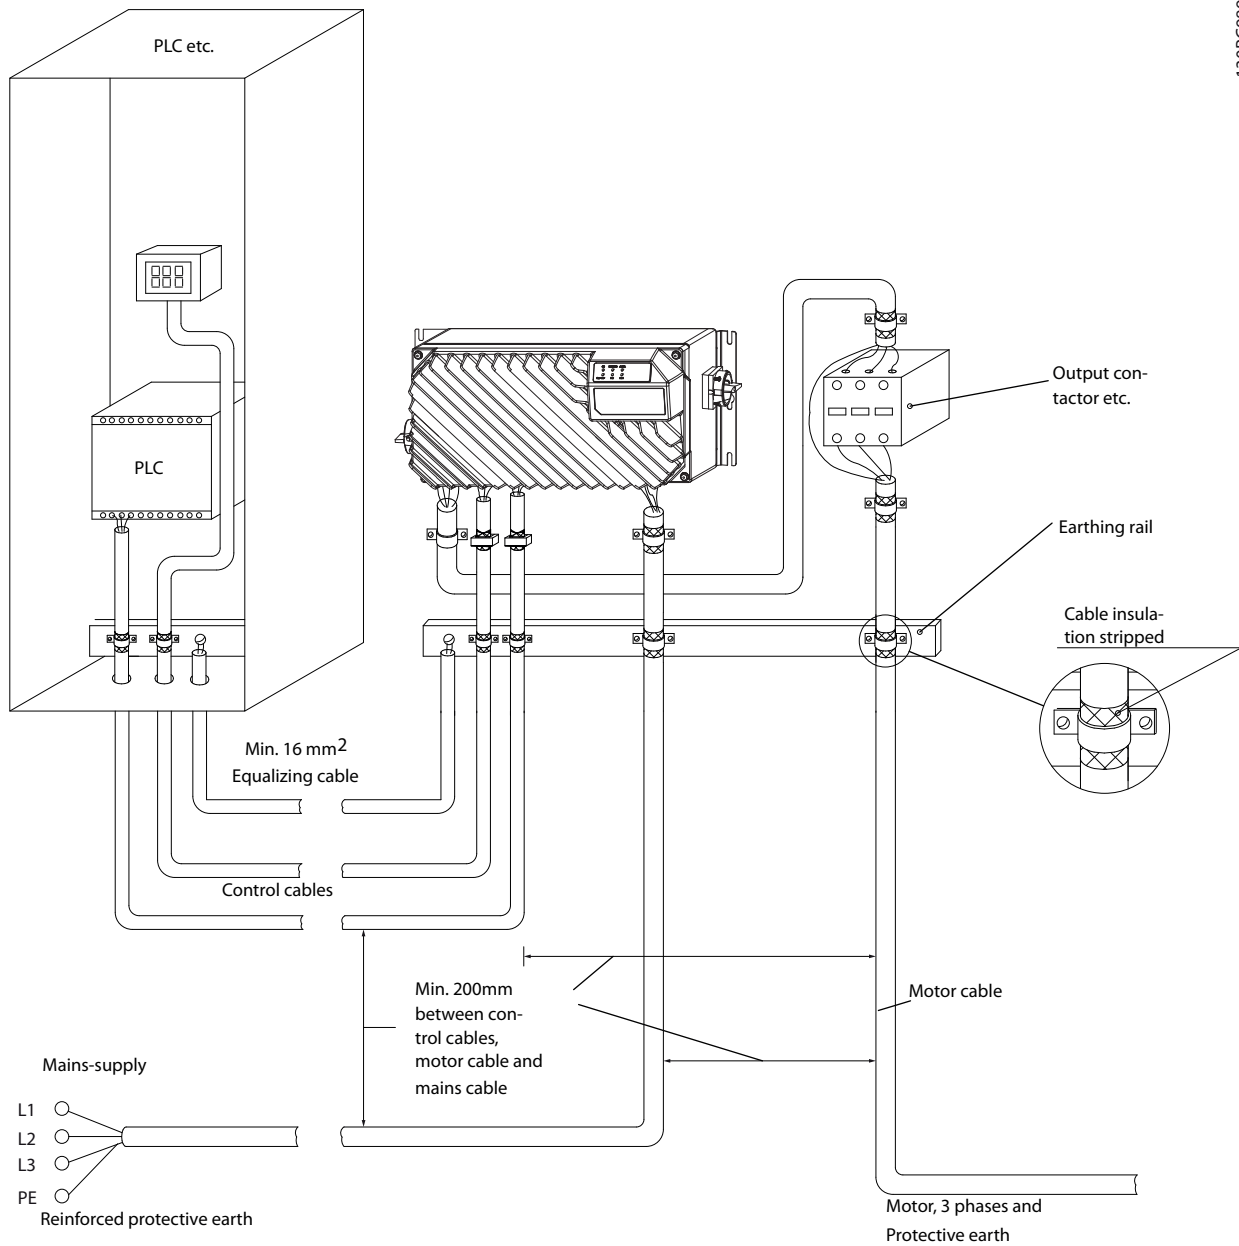 PLC etc.
PLC
Output con-
tactor etc.
Earthing rail
Cable insula-
tion stripped
Min. 16 mm2
Equalizing cable
Control cables
Min. 200mm
between con-
trol cables,
motor cable and
mains cable
Motor cable
Mains-supply
L1
L2
L3
PE
Reinforced protective earth
Motor, 3 phases and
Protective earth